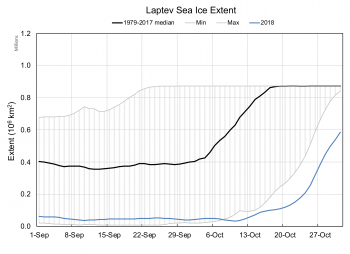 Laptev Sea Ice Extent
1979-2017 median Min Max 2018
Millions
1.2
1.0
0.8
0.6
0.4
0.2
0.0
Extent (10⁶ km²)
1-Sep 8-Sep 15-Sep 22-Sep 29-Sep 6-Oct 13-Oct 20-Oct 27-Oct